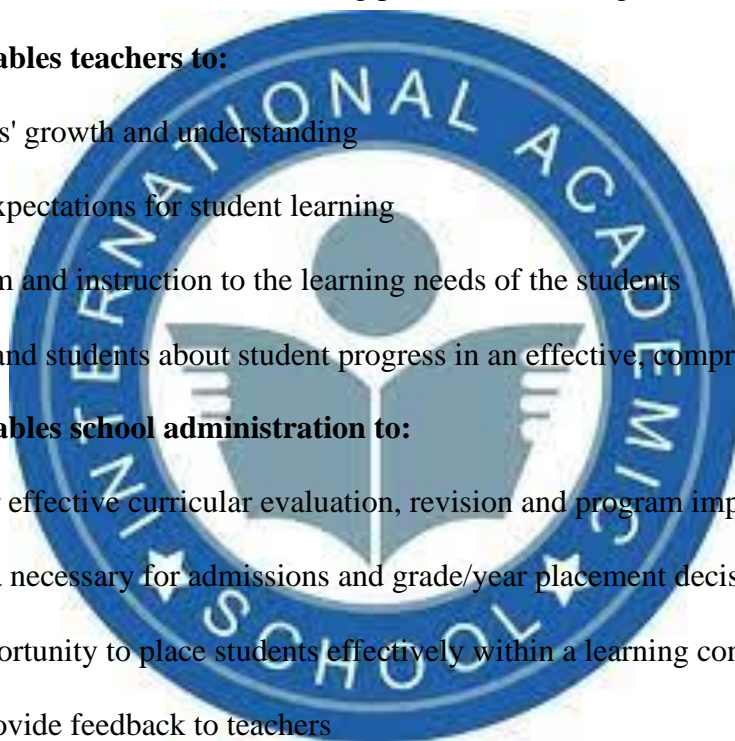 ables teachers to:
s' growth and understanding
xpectations for student learning
m and instruction to the learning needs of the students
and students about student progress in an effective, compr
ables school administration to:
r effective curricular evaluation, revision and program imp
a necessary for admissions and grade/year placement decis
ortunity to place students effectively within a learning con
ovide feedback to teachers
INTERNATIONAL ACADEMIC
SCHOOL